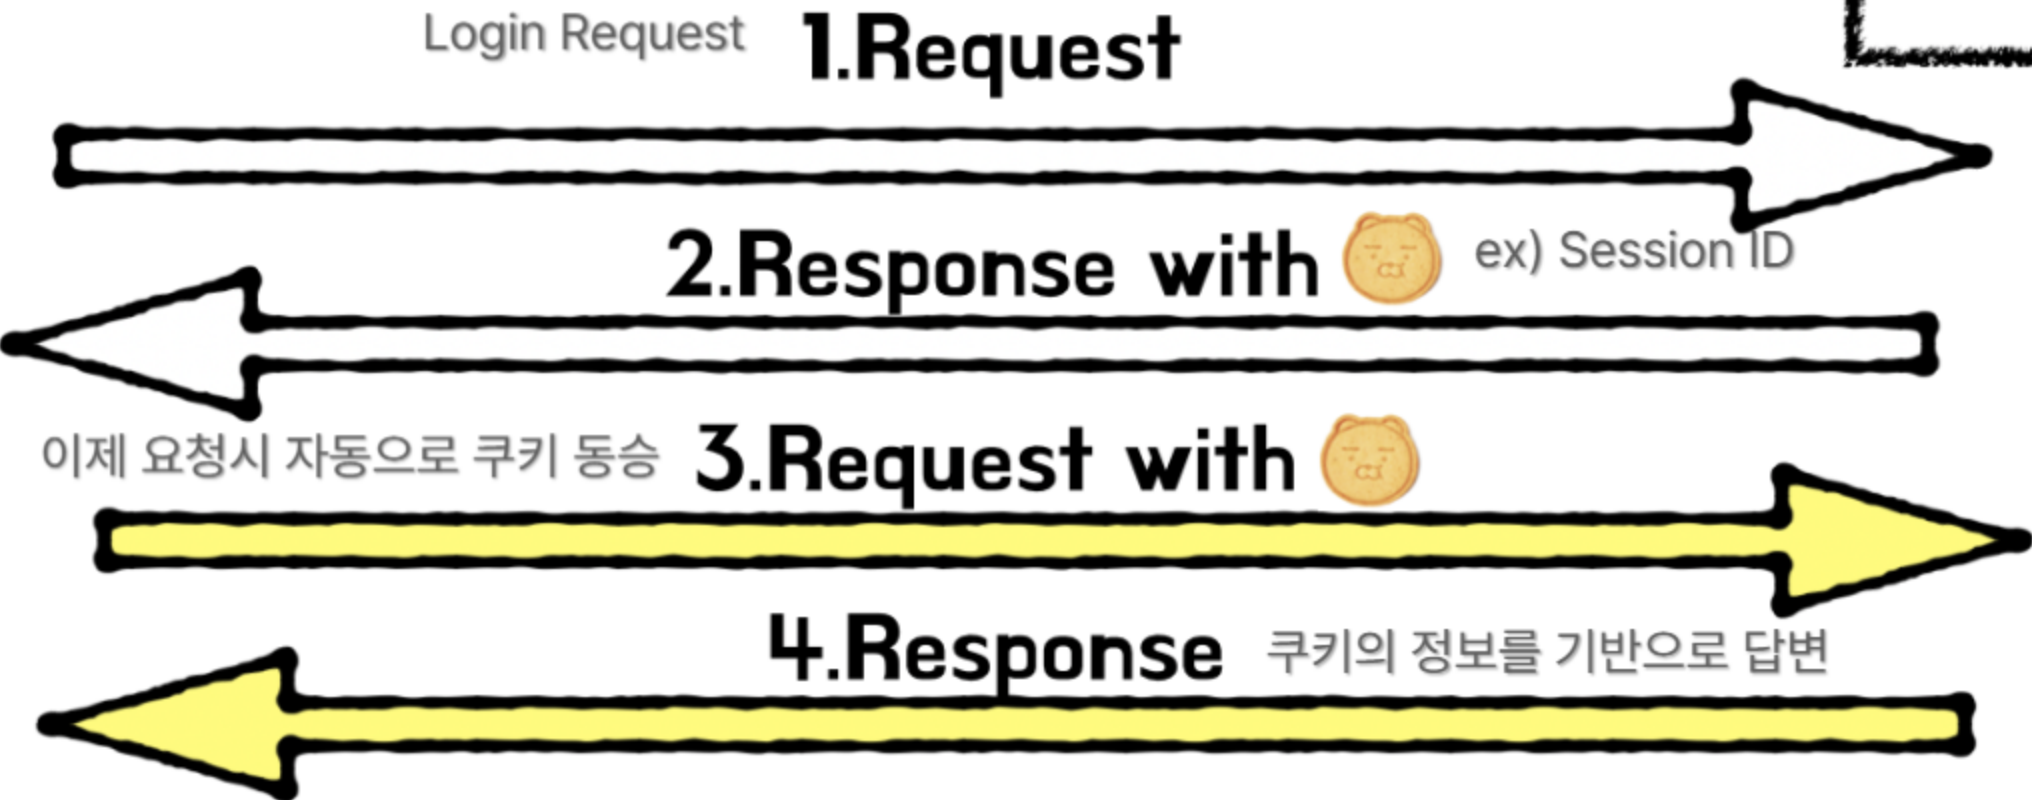 Login Request 1.Request
2.Response with ex) Session ID
이제 요청시 자동으로 쿠키 동승 3.Request with
4.Response 쿠키의 정보를 기반으로 답변